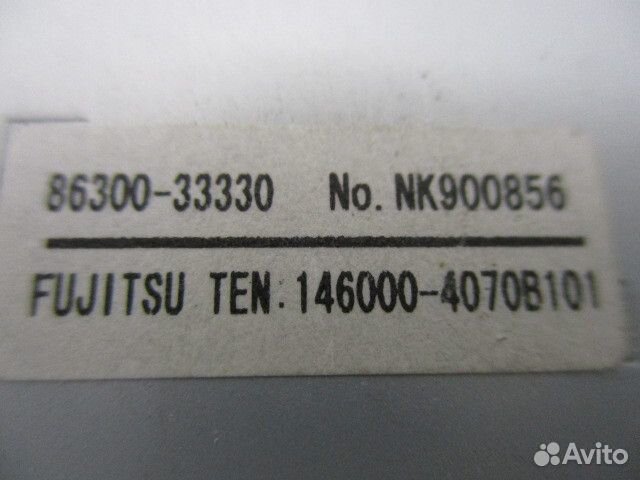 86300-33330 No. NK900856
FUJITSU TEN. 146000-4070B101
Avito